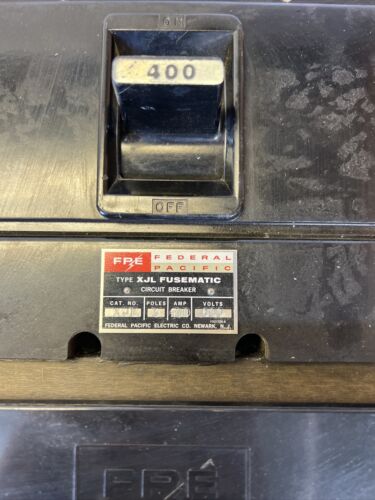 ON
400
OFF
FPE FEDERAL
PACIFIC
TYPE XJL FUSEMATIC
CIRCUIT BREAKER
CAT. NO. POLES AMP VOLTS
FEDERAL PACIFIC ELECTRIC CO. NEWARK, N. J.
FPE